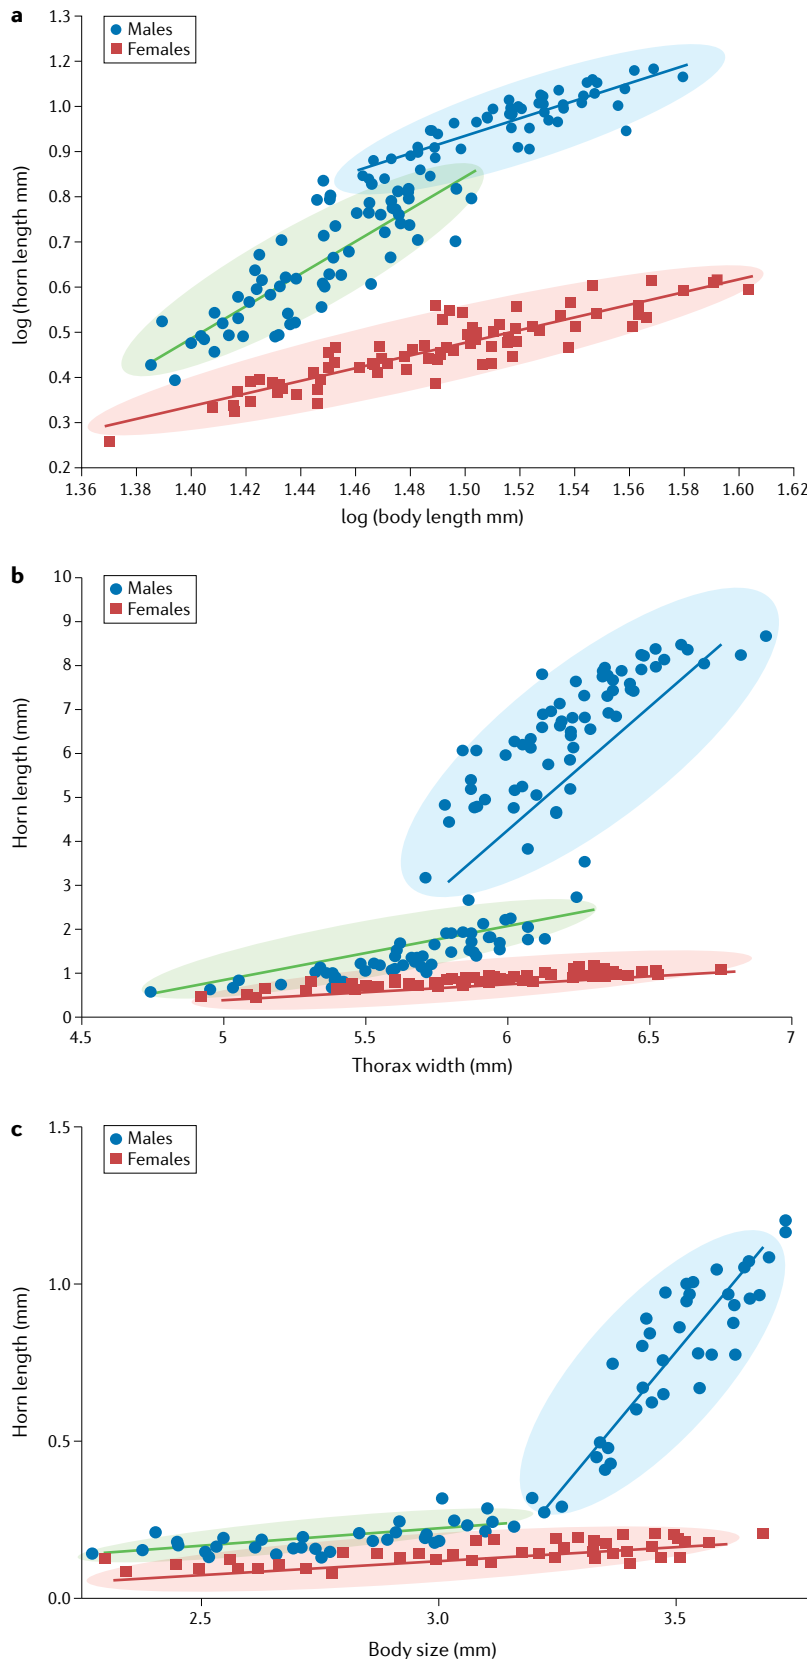 a
1.3
1.2
1.0
0.9
0.8
0.7
0.6
0.5
0.4
0.3
0.2
Males
Females
log (horn length mm)
1.36 1.38 1.40 1.42 1.44 1.46 1.48 1.50 1.52 1.54 1.56 1.58 1.60 1.62
log (body length mm)
b
10
9
8
7
6
5
4
3
2
1
0
Males
Females
Horn length (mm)
4.5 5 5.5 6 6.5 7
Thorax width (mm)
c
1.5
1.0
0.5
0.0
Males
Females
Horn length (mm)
2.5 3.0 3.5
Body size (mm)